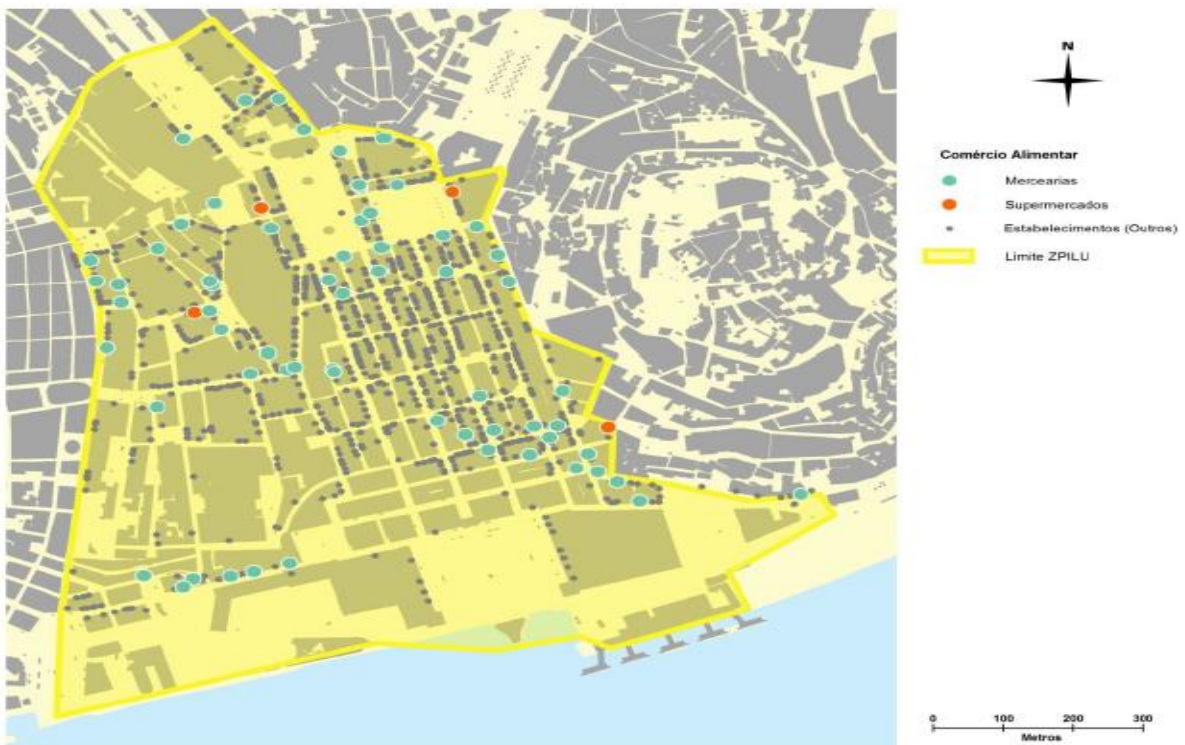 N
Comércio Alimentar
Mercearias
Supermercados
Estabelecimentos (Outros)
Limite ZPILU
0 100 200 300
Metros